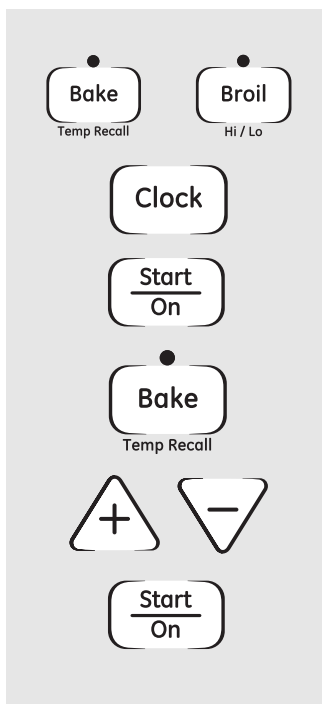 Bake Broil
Temp Recall Hi / Lo
Clock
Start
On
Bake
Temp Recall
+ −
Start
On